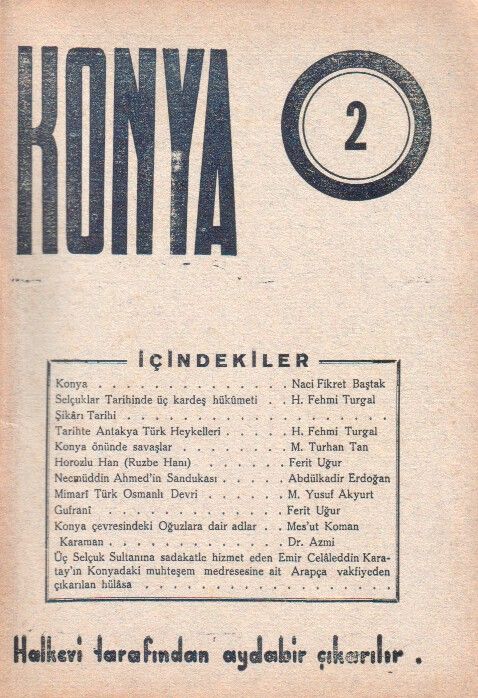 KONYA
2
İÇİNDEKİLER
Konya . . . . . . . . . . . . . . . Naci Fikret Baştak
Selçuklar Tarihinde üç kardeş hükûmeti . . H. Fehmi Turgal
Şikârı Tarihi . . . . . . . . . . . . . . . . . . .
Tarihte Antakya Türk Heykelleri . . . . . H. Fehmi Turgal
Konya önünde savaşlar . . . . . . . . M. Turhan Tan
Horozlu Han (Ruzbe Hanı) . . . . . . . Ferit Uğur
Necmüddin Ahmed'in Sandukası . . . . . Abdülkadir Erdoğan
Mimarî Türk Osmanlı Devri . . . . . . . M. Yusuf Akyurt
Gufranî . . . . . . . . . . . . . . . Ferit Uğur
Konya çevresindeki Oğuzlara dair adlar . . Mes'ut Koman
Karaman . . . . . . . . . . . . . . Dr. Azmi
Üç Selçuk Sultanına sadakatle hizmet eden Emir Celâleddin Kara-
tay'ın Konyadaki muhteşem medresesine ait Arapça vakfiyeden
çıkarılan hülâsa . . . . . . . . . . . . . . . . .
Halkevi tarafından aydabir çıkarılır .